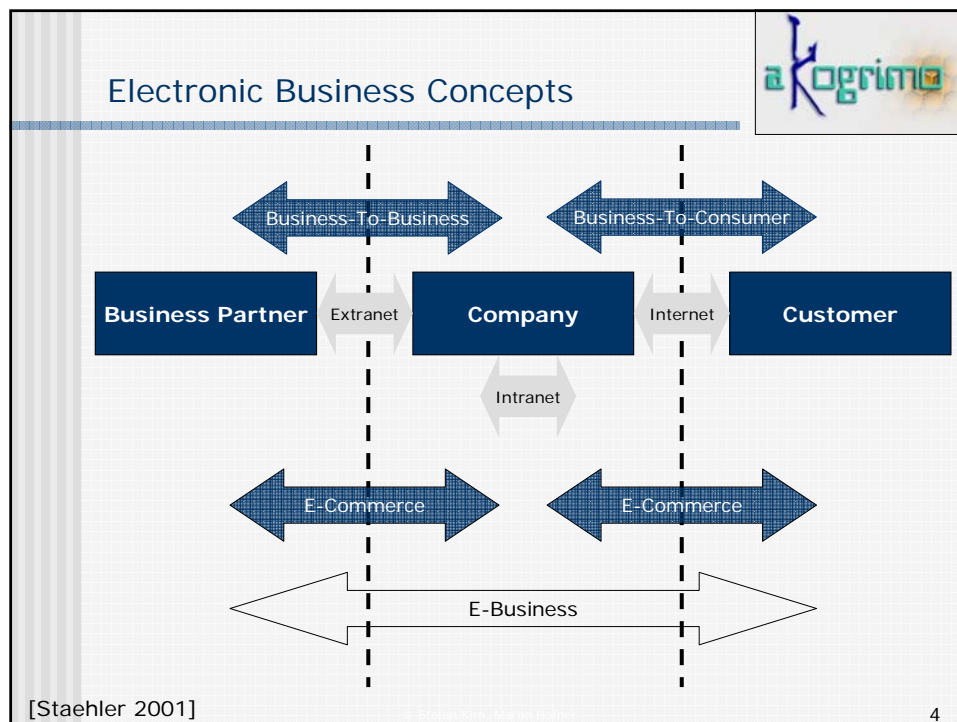 Electronic Business Concepts
akogrimo
Business-To-Business
Business-To-Consumer
Business Partner
Extranet
Company
Internet
Customer
Intranet
E-Commerce
E-Commerce
E-Business
[Staehler 2001]
4